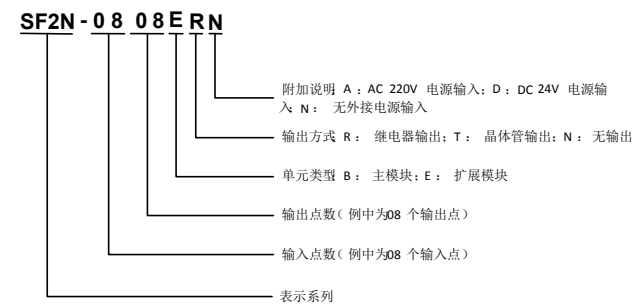 SF2N - 0 8 0 8 E R N
附加说明 A ：AC 220V 电源输入；D ：DC 24V 电源输
入 N ： 无外接电源输入
输出方式 R ： 继电器输出；T ： 晶体管输出；N ： 无输出
单元类型 B ： 主模块；E ： 扩展模块
输出点数（例中为08 个输出点）
输入点数（例中为08 个输入点）
表示系列